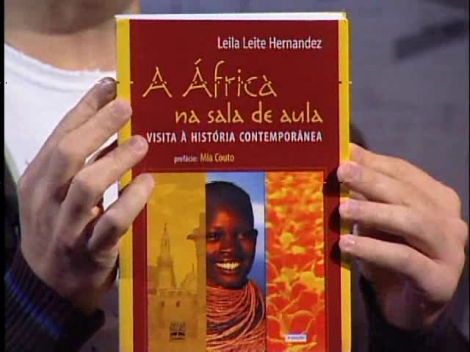 Leila Leite Hernandez
A África
na sala de aula
VISITA À HISTÓRIA CONTEMPORÂNEA
prefácio: Mia Couto